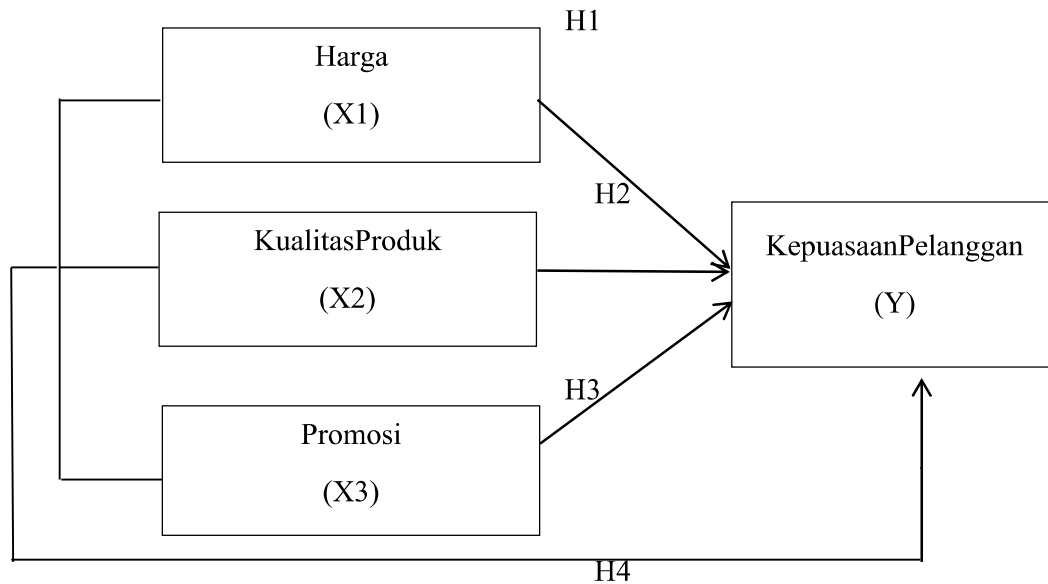 H1
Harga
(X1)
H2
KualitasProduk
(X2)
KepuasaanPelanggan
(Y)
H3
Promosi
(X3)
H4